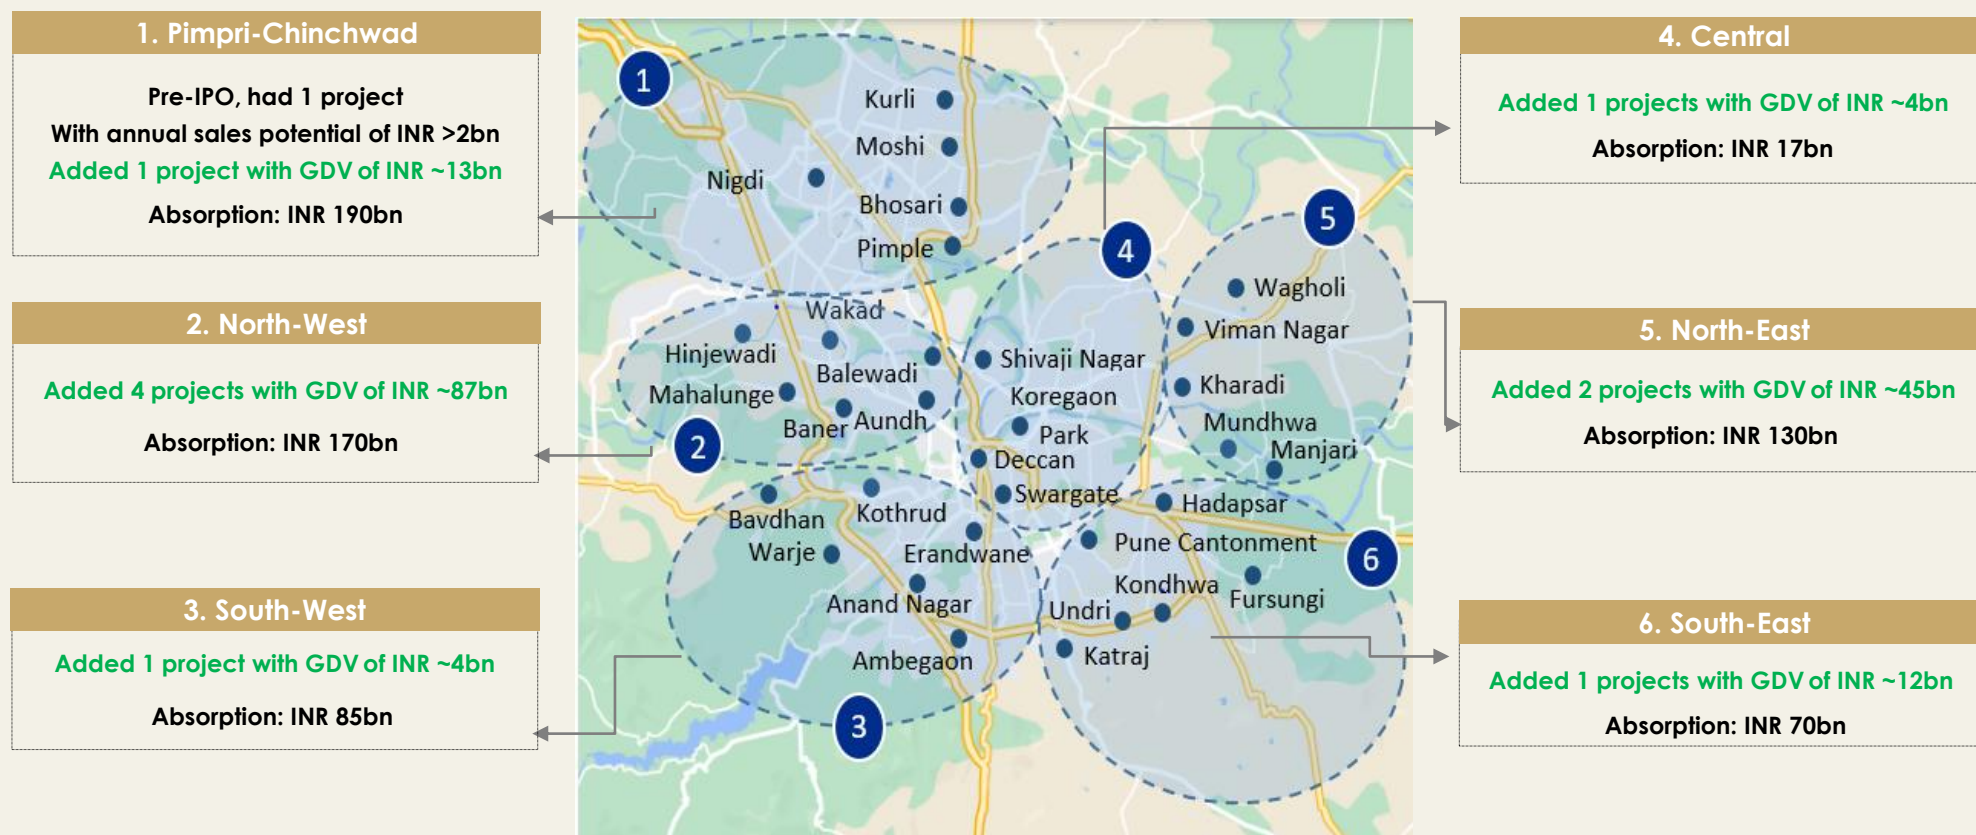 1. Pimpri-Chinchwad
Pre-IPO, had 1 project
With annual sales potential of INR >2bn
Added 1 project with GDV of INR ~13bn
Absorption: INR 190bn
2. North-West
Added 4 projects with GDV of INR ~87bn
Absorption: INR 170bn
3. South-West
Added 1 project with GDV of INR ~4bn
Absorption: INR 85bn
1
Kurli
Moshi
Nigdi
Bhosari
Pimple
Wakad
Hinjewadi
Balewadi
Mahalunge
Baner
Aundh
2
4
Shivaji Nagar
Koregaon
Park
Deccan
Swargate
5
Wagholi
Viman Nagar
Kharadi
Mundhwa
Manjari
Bavdhan
Kothrud
Warje
Erandwane
Anand Nagar
Ambegaon
3
Hadapsar
Pune Cantonment
6
Kondhwa
Fursungi
Undri
Katraj
4. Central
Added 1 projects with GDV of INR ~4bn
Absorption: INR 17bn
5. North-East
Added 2 projects with GDV of INR ~45bn
Absorption: INR 130bn
6. South-East
Added 1 projects with GDV of INR ~12bn
Absorption: INR 70bn